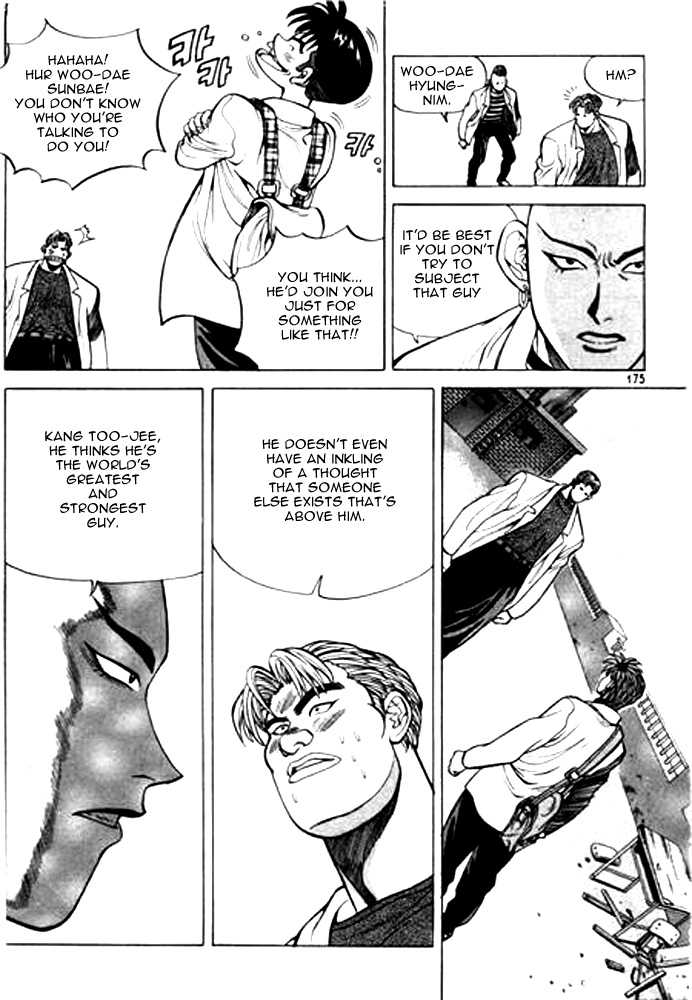 HAHAHA!
HUR WOO-DAE
SUNBAE!
YOU DON'T KNOW
WHO YOU'RE
TALKING TO
DO YOU!
카
카
카
YOU THINK...
HE'D JOIN YOU
JUST FOR
SOMETHING
LIKE THAT!!
WOO-DAE
HYUNG-
NIM.
HM?
IT'D BE BEST
IF YOU DON'T
TRY TO
SUBJECT
THAT GUY
175
KANG TOO-JEE,
HE THINKS HE'S
THE WORLD'S
GREATEST
AND
STRONGEST
GUY.
HE DOESN'T EVEN
HAVE AN INKLING
OF A THOUGHT
THAT SOMEONE
ELSE EXISTS THAT'S
ABOVE HIM.